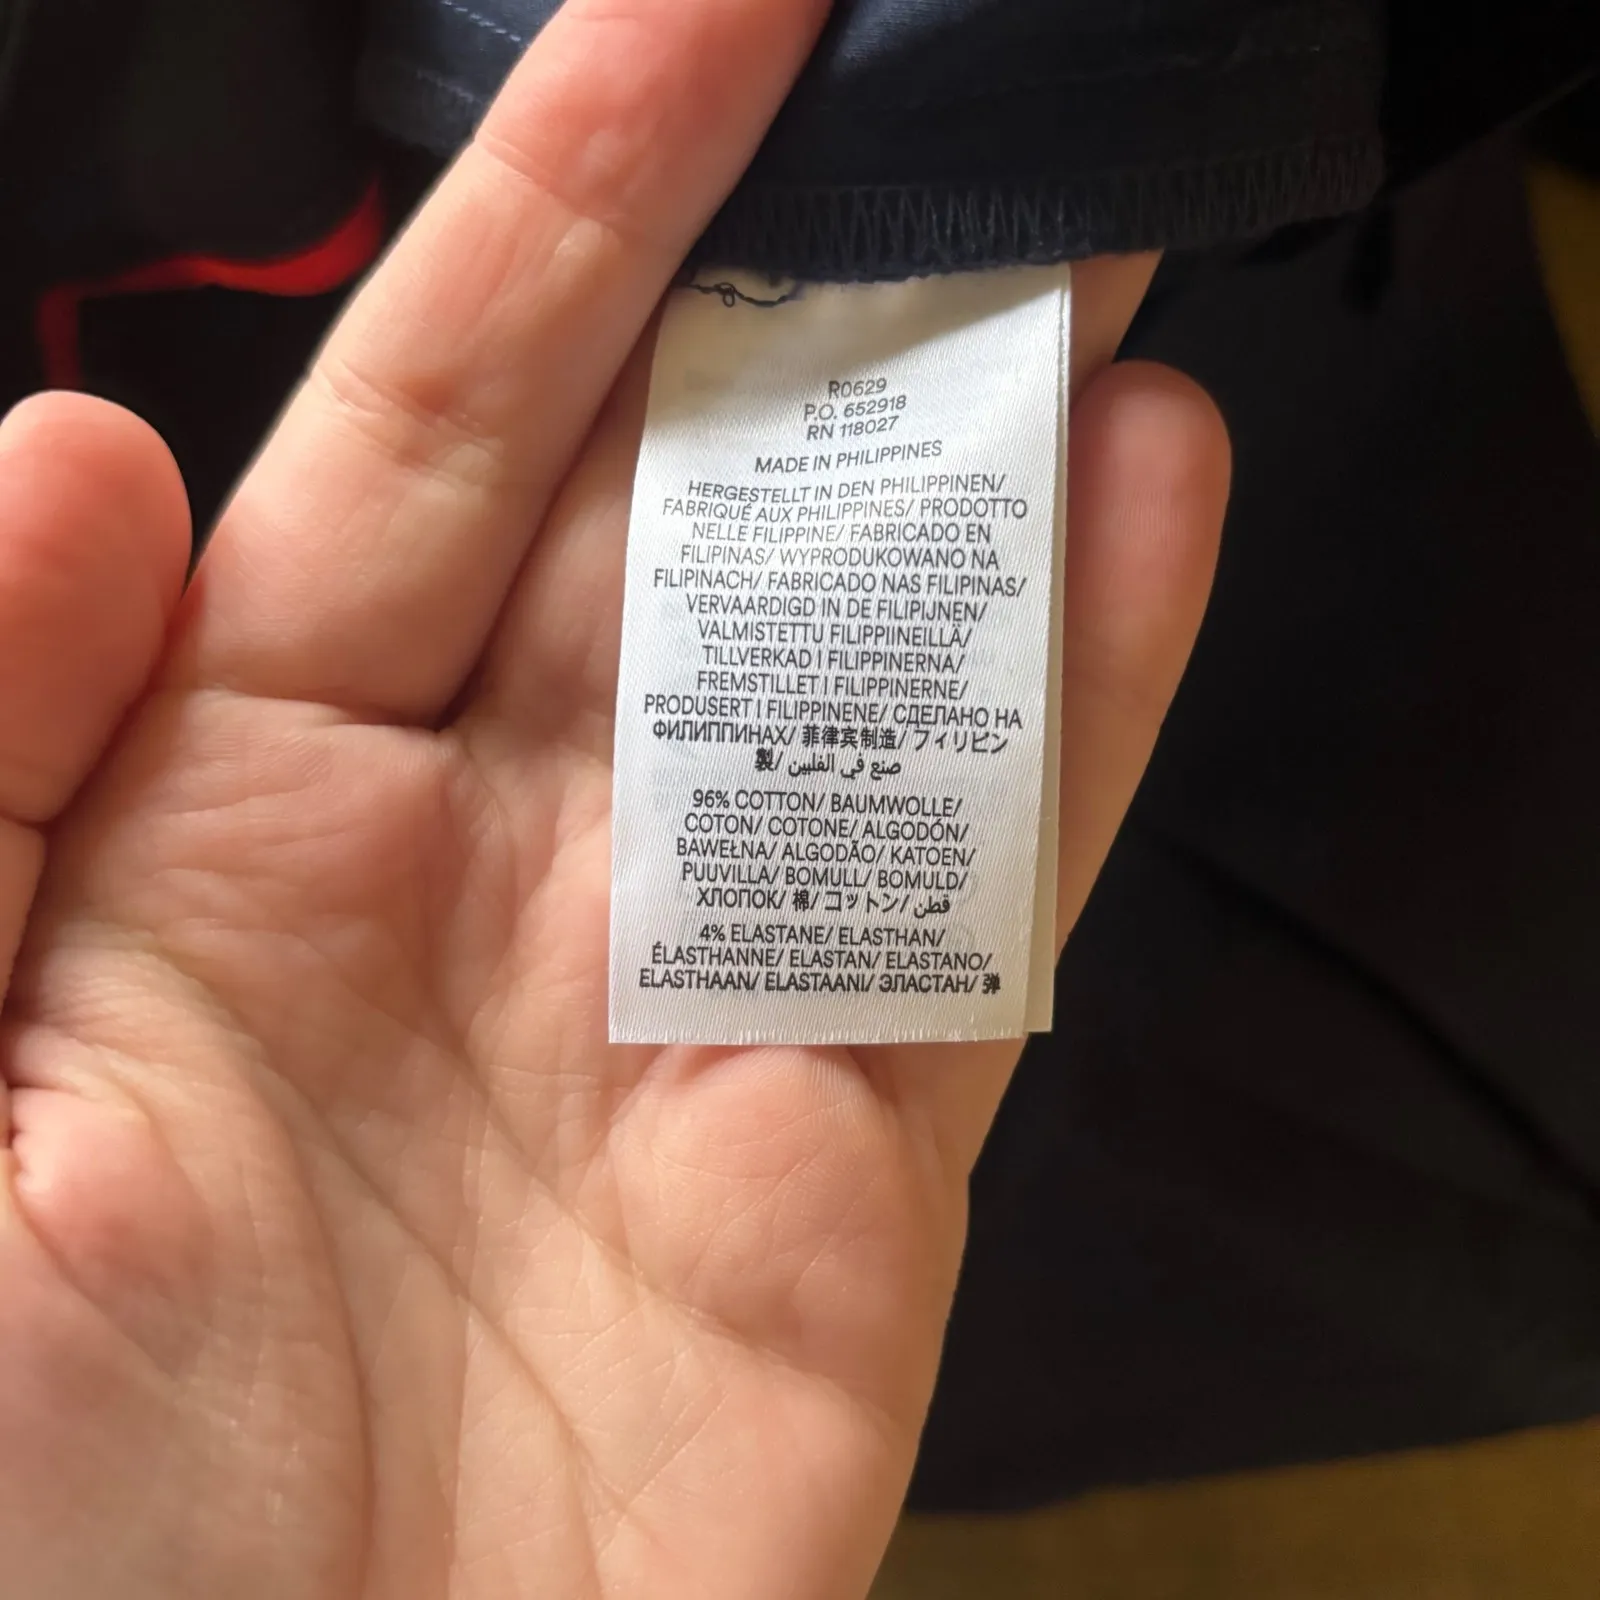 R0629
P.O. 652918
RN 118027
MADE IN PHILIPPINES
HERGESTELLT IN DEN PHILIPPINEN/
FABRIQUÉ AUX PHILIPPINES/ PRODOTTO
NELLE FILIPPINE/ FABRICADO EN
FILIPINAS/ WYPRODUKOWANO NA
FILIPINACH/ FABRICADO NAS FILIPINAS/
VERVAARDIGD IN DE FILIPIJNEN/
VALMISTETTU FILIPPIINEILLÄ/
TILLVERKAD I FILIPPINERNA/
FREMSTILLET I FILIPPINERNE/
PRODUSERT I FILIPPINENE/ СДЕЛАНО НА
ФИЛИППИНАХ/ 菲律宾制造/ フィリピン
製/ صنع في الفلبين
96% COTTON/ BAUMWOLLE/
COTON/ COTONE/ ALGODÓN/
BAWEŁNA/ ALGODÃO/ KATOEN/
PUUVILLA/ BOMULL/ BOMULD/
ХЛОПОК/ 棉/ コットン/ قطن
4% ELASTANE/ ELASTHAN/
ÉLASTHANNE/ ELASTAN/ ELASTANO/
ELASTHAAN/ ELASTAANI/ ЭЛАСТАН/ 弹